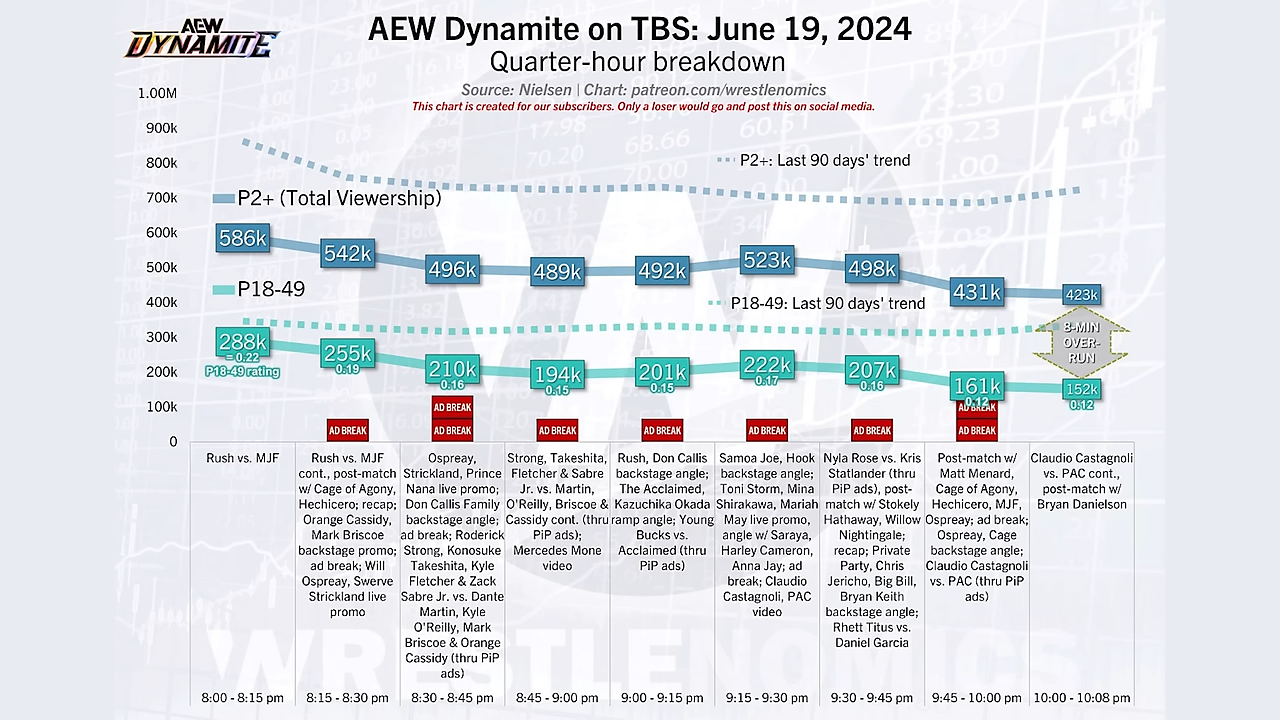 AEW
DYNAMITE
AEW Dynamite on TBS: June 19, 2024
Quarter-hour breakdown
Source: Nielsen | Chart: patreon.com/wrestlenomics
This chart is created for our subscribers. Only a loser would go and post this on social media.
1.00M
900k
800k
700k
600k
500k
400k
300k
200k
100k
0
P2+: Last 90 days' trend
P2+ (Total Viewership)
586k
542k
496k
489k
492k
523k
498k
431k
423k
P18-49
P18-49: Last 90 days' trend
8-MIN
OVER-
RUN
288k
= 0.22
P18-49 rating
255k
0.19
210k
0.16
194k
0.15
201k
0.15
222k
0.17
207k
0.16
161k
0.12
152k
0.12
AD BREAK
AD BREAK
AD BREAK
AD BREAK
AD BREAK
AD BREAK
AD BREAK
AD BREAK
AD BREAK
Rush vs. MJF
8:00 - 8:15 pm
Rush vs. MJF
cont., post-match
w/ Cage of Agony,
Hechicero; recap;
Orange Cassidy,
Mark Briscoe
backstage promo;
ad break; Will
Ospreay, Swerve
Strickland live
promo
8:15 - 8:30 pm
Ospreay,
Strickland, Prince
Nana live promo;
Don Callis Family
backstage angle;
ad break; Roderick
Strong, Konosuke
Takeshita, Kyle
Fletcher & Zack
Sabre Jr. vs. Dante
Martin, Kyle
O'Reilly, Mark
Briscoe & Orange
Cassidy (thru PiP
ads)
8:30 - 8:45 pm
Strong, Takeshita,
Fletcher & Sabre
Jr. vs. Martin,
O'Reilly, Briscoe &
Cassidy cont. (thru
PiP ads);
Mercedes Mone
video
8:45 - 9:00 pm
Rush, Don Callis
backstage angle;
The Acclaimed,
Kazuchika Okada
ramp angle; Young
Bucks vs.
Acclaimed (thru
PiP ads)
9:00 - 9:15 pm
Samoa Joe, Hook
backstage angle;
Toni Storm, Mina
Shirakawa, Mariah
May live promo,
angle w/ Saraya,
Harley Cameron,
Anna Jay; ad
break; Claudio
Castagnoli, PAC
video
9:15 - 9:30 pm
Nyla Rose vs. Kris
Statlander (thru
PiP ads), post-
match w/ Stokely
Hathaway, Willow
Nightingale;
recap; Private
Party, Chris
Jericho, Big Bill,
Bryan Keith
backstage angle;
Rhett Titus vs.
Daniel Garcia
9:30 - 9:45 pm
Post-match w/
Matt Menard,
Cage of Agony,
Hechicero, MJF,
Ospreay; ad break;
Ospreay, Cage
backstage angle;
Claudio Castagnoli
vs. PAC (thru PiP
ads)
9:45 - 10:00 pm
Claudio Castagnoli
vs. PAC cont.,
post-match w/
Bryan Danielson
10:00 - 10:08 pm
WRESTLENOMICS